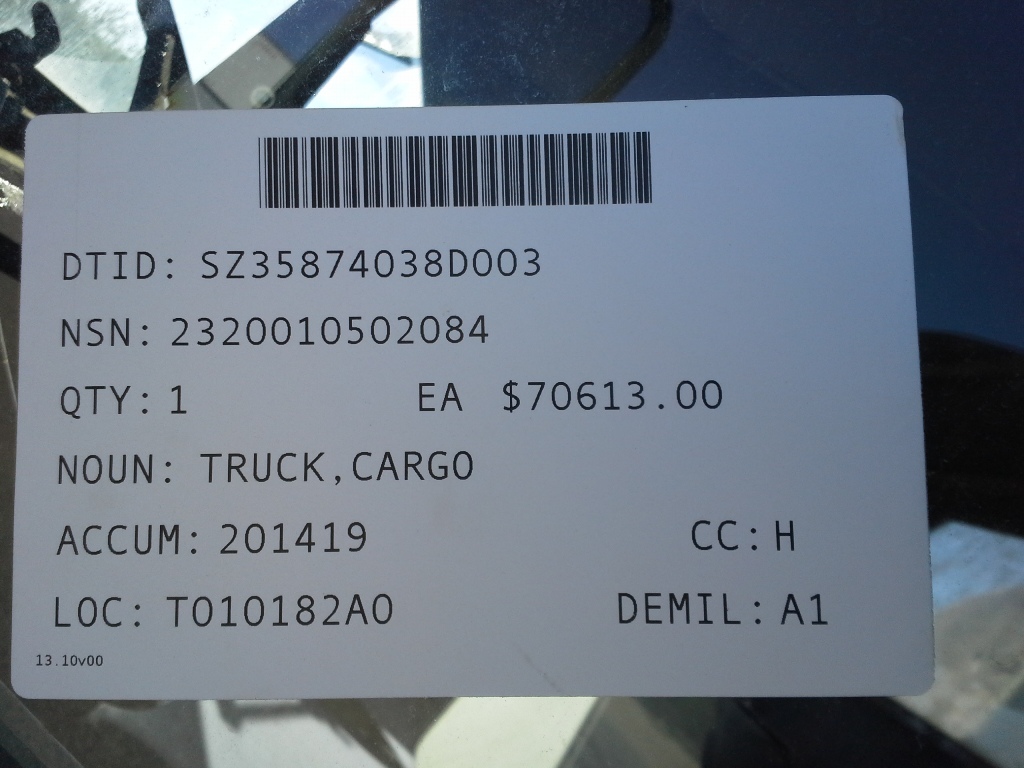 DTID: SZ35874038D003
NSN: 2320010502084
QTY: 1 EA $70613.00
NOUN: TRUCK,CARGO
ACCUM: 201419 CC: H
LOC: T010182A0 DEMIL: A1
13.10v00